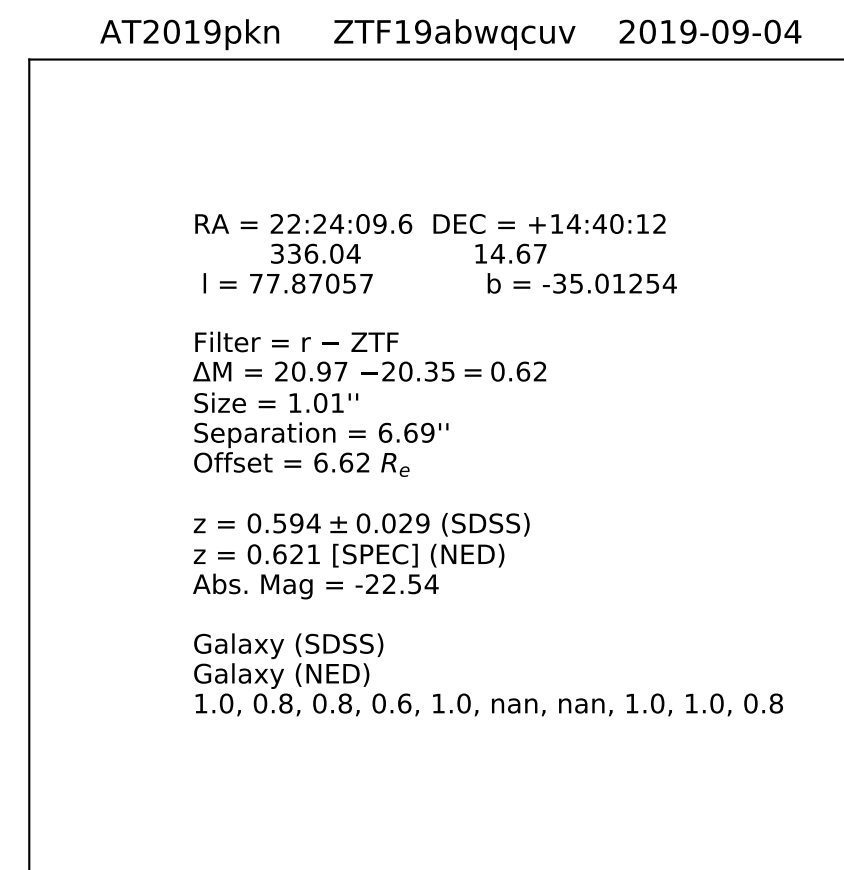 AT2019pkn ZTF19abwqcuv 2019-09-04
RA = 22:24:09.6 DEC = +14:40:12
336.04 14.67
l = 77.87057 b = -35.01254
Filter = r − ZTF
ΔM = 20.97 −20.35 = 0.62
Size = 1.01''
Separation = 6.69''
Offset = 6.62 Rₑ
z = 0.594 ± 0.029 (SDSS)
z = 0.621 [SPEC] (NED)
Abs. Mag = -22.54
Galaxy (SDSS)
Galaxy (NED)
1.0, 0.8, 0.8, 0.6, 1.0, nan, nan, 1.0, 1.0, 0.8